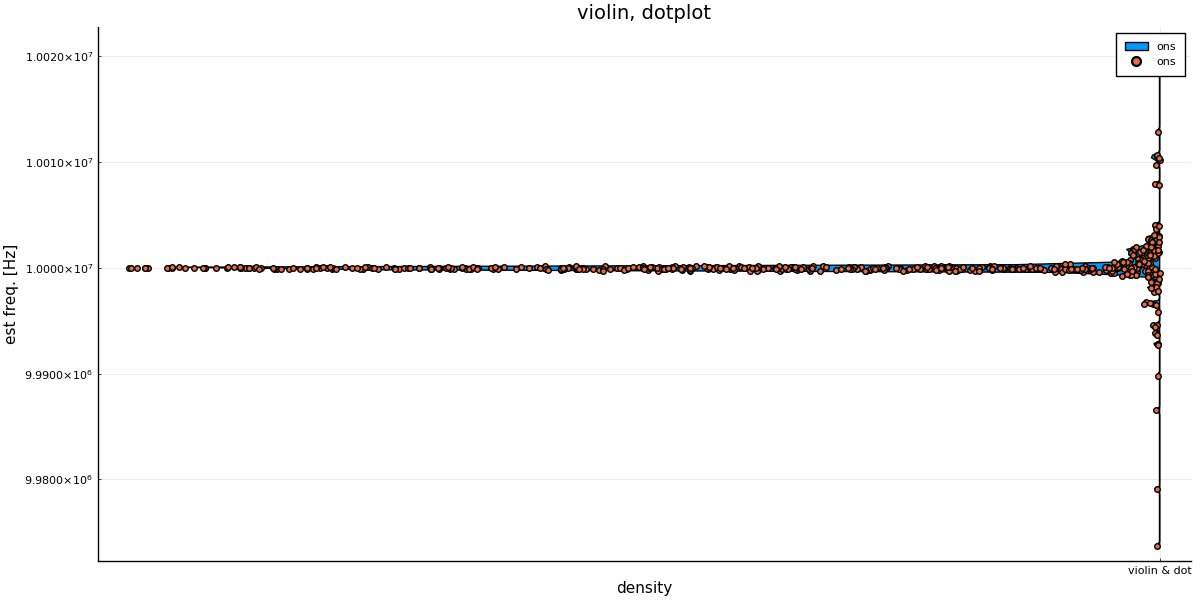 violin, dotplot
ons
ons
1.0020×10⁷
1.0010×10⁷
1.0000×10⁷
9.9900×10⁶
9.9800×10⁶
est freq. [Hz]
violin & dot
density